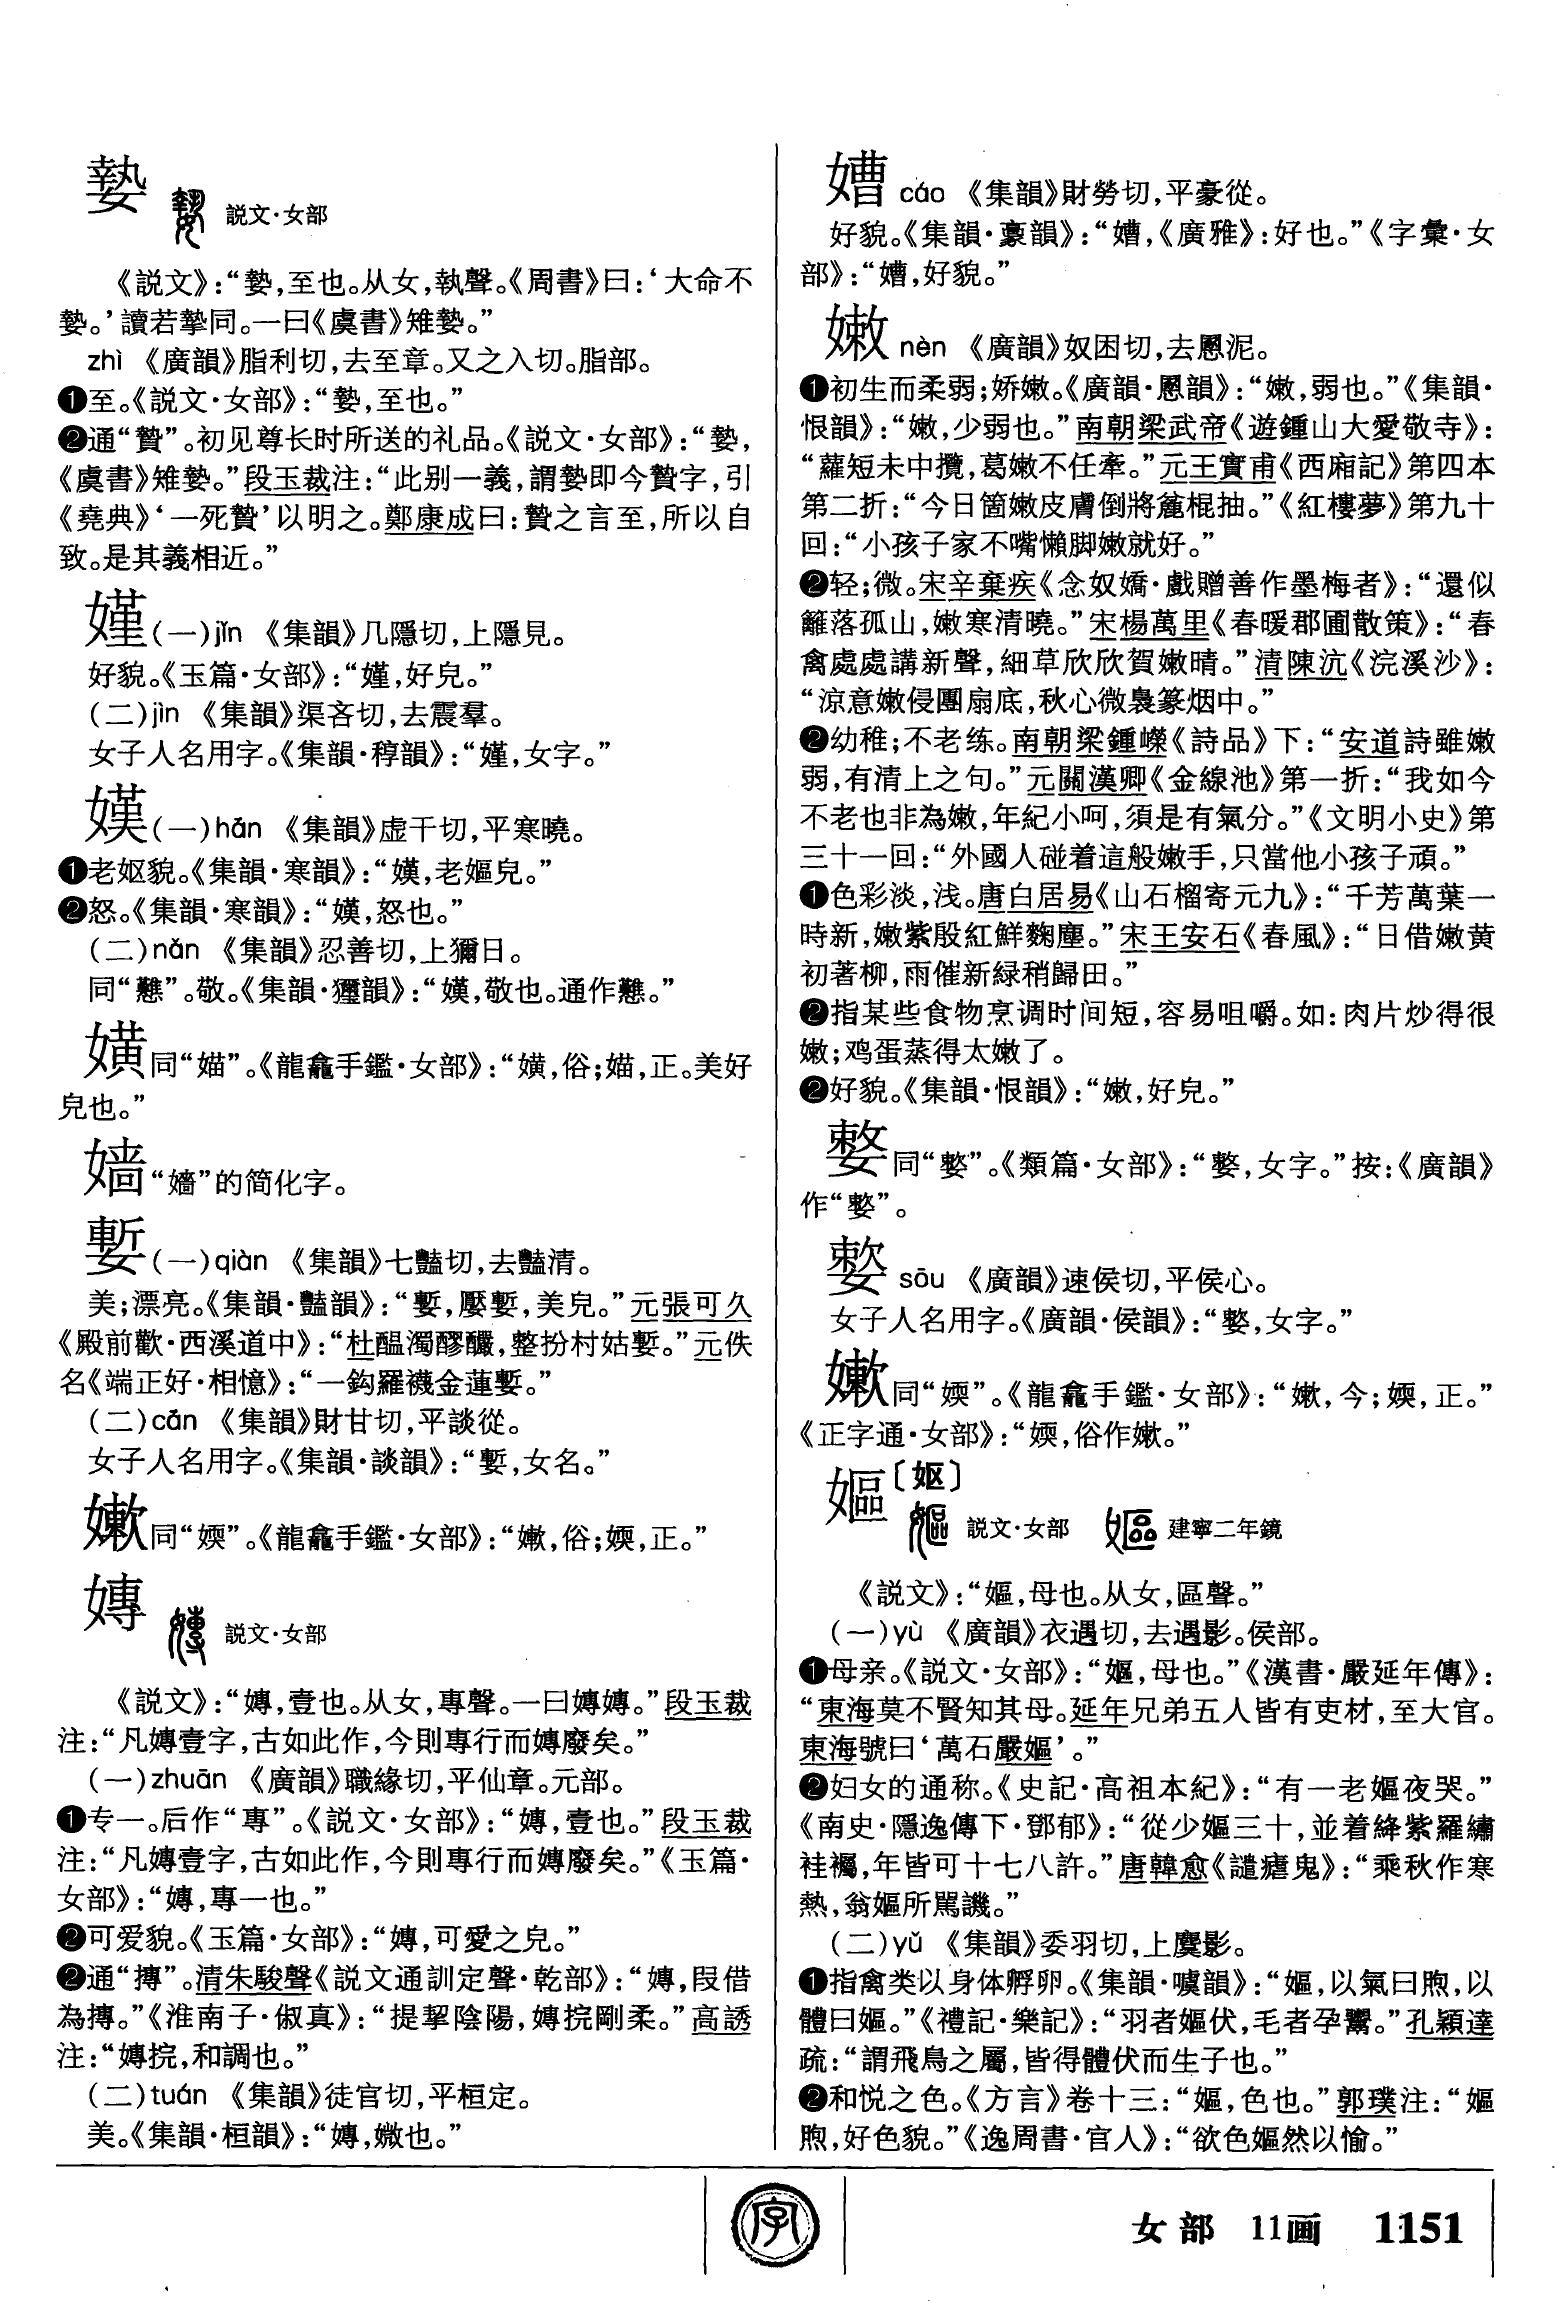 嫯 説文·女部
《説文》：“嫯，至也。从女，執聲。《周書》曰：‘大命不
嫯。’讀若摯同。一曰《虞書》雉嫯。”
zhì 《廣韻》脂利切，去至章。又之入切。脂部。
❶至。《説文·女部》：“嫯，至也。”
❷通“贄”。初见尊长时所送的礼品。《説文·女部》：“嫯，
《虞書》雉嫯。”段玉裁注：“此别一義，謂嫯即今贄字，引
《堯典》‘一死贄’以明之。鄭康成曰：贄之言至，所以自
致。是其義相近。”
嫤(一)jǐn 《集韻》几隱切，上隱見。
好貌。《玉篇·女部》：“嫤，好皃。”
(二)jìn 《集韻》渠吝切，去震羣。
女子人名用字。《集韻·稕韻》：“嫤，女字。”
嫨(一)hān 《集韻》虚干切，平寒曉。
❶老妪貌。《集韻·寒韻》：“嫨，老嫗皃。”
❷怒。《集韻·寒韻》：“嫨，怒也。”
(二)nǎn 《集韻》忍善切，上獮日。
同“戁”。敬。《集韻·獮韻》：“嫨，敬也。通作戁。”
㜅同“媌”。《龍龕手鑑·女部》：“㜅，俗；媌，正。美好
皃也。”
嫱“嬙”的简化字。
嬱(一)qiàn 《集韻》七豔切，去豔清。
美；漂亮。《集韻·豔韻》：“㜞，㜞，美皃。”元張可久
《殿前歡·西溪道中》：“杜醖濁醪釅，整扮村姑㜞。”元佚
名《端正好·相憶》：“一鈎羅襪金蓮㜞。”
(二)cán 《集韻》財甘切，平談從。
女子人名用字。《集韻·談韻》：“㜞，女名。”
嫰同“媆”。《龍龕手鑑·女部》：“嫰，俗；媆，正。”
嫥 説文·女部
《説文》：“嫥，壹也。从女，專聲。一曰嫥嫥。”段玉裁
注：“凡嫥壹字，古如此作，今則專行而嫥廢矣。”
(一)zhuān 《廣韻》職緣切，平仙章。元部。
❶专一。后作“專”。《説文·女部》：“嫥，壹也。”段玉裁
注：“凡嫥壹字，古如此作，今則專行而嫥廢矣。”《玉篇·
女部》：“嫥，專一也。”
❷可爱貌。《玉篇·女部》：“嫥，可愛之皃。”
❷通“摶”。清朱駿聲《説文通訓定聲·乾部》：“嫥，叚借
為摶。”《淮南子·俶真》：“提挈陰陽，嫥捖剛柔。”高誘
注：“嫥捖，和調也。”
(二)tuán 《集韻》徒官切，平桓定。
美。《集韻·桓韻》：“嫥，媺也。”
嫧 cáo 《集韻》財勞切，平豪從。
好貌。《集韻·豪韻》：“嘈，《廣雅》：好也。”《字彙·女
部》：“嘈，好貌。”
嫩 nèn 《廣韻》奴困切，去慁泥。
❶初生而柔弱；娇嫩。《廣韻·慁韻》：“嫩，弱也。”《集韻·
恨韻》：“嫩，少弱也。”南朝梁武帝《遊鍾山大愛敬寺》：
“蘿短未中攬，葛嫩不任牽。”元王實甫《西廂記》第四本
第二折：“今日箇嫩皮膚倒將麄棍抽。”《紅樓夢》第九十
回：“小孩子家不嘴懶脚嫩就好。”
❷轻；微。宋辛棄疾《念奴嬌·戲贈善作墨梅者》：“還似
籬落孤山，嫩寒清曉。”宋楊萬里《春暖郡圃散策》：“春
禽處處講新聲，細草欣欣賀嫩晴。”清陳沆《浣溪沙》：
“涼意嫩侵團扇底，秋心微裊篆烟中。”
❷幼稚；不老练。南朝梁鍾嶸《詩品》下：“安道詩雖嫩
弱，有清上之句。”元關漢卿《金線池》第一折：“我如今
不老也非為嫩，年紀小呵，須是有氣分。”《文明小史》第
三十一回：“外國人碰着這般嫩手，只當他小孩子頑。”
❶色彩淡，浅。唐白居易《山石榴寄元九》：“千芳萬葉一
時新，嫩紫殷紅鮮麴塵。”宋王安石《春風》：“日借嫩黄
初著柳，雨催新緑稍歸田。”
❷指某些食物烹调时间短，容易咀嚼。如：肉片炒得很
嫩；鸡蛋蒸得太嫩了。
❷好貌。《集韻·恨韻》：“嫩，好皃。”
同“㜢”。《類篇·女部》：“，女字。”按：《廣韻》
作“㜢”。
sōu 《廣韻》速侯切，平侯心。
女子人名用字。《廣韻·侯韻》：“，女字。”
嫰同“媆”。《龍龕手鑑·女部》：“嫰，今；媆，正。”
《正字通·女部》：“媆，俗作嫰。”
嫗〔妪〕 説文·女部 建寧二年鏡
《説文》：“嫗，母也。从女，區聲。”
(一)yù 《廣韻》衣遇切，去遇影。侯部。
❶母亲。《説文·女部》：“嫗，母也。”《漢書·嚴延年傳》：
“東海莫不賢知其母。延年兄弟五人皆有吏材，至大官。
東海號曰‘萬石嚴嫗’。”
❷妇女的通称。《史記·高祖本紀》：“有一老嫗夜哭。”
《南史·隱逸傳下·鄧郁》：“從少嫗三十，並着絳紫羅繡
袿襡，年皆可十七八許。”唐韓愈《譴瘧鬼》：“乘秋作寒
熱，翁嫗所駡譏。”
(二)yǔ 《集韻》委羽切，上麌影。
❶指禽类以身体孵卵。《集韻·噳韻》：“嫗，以氣曰煦，以
體曰嫗。”《禮記·樂記》：“羽者嫗伏，毛者孕鬻。”孔穎達
疏：“謂飛鳥之屬，皆得體伏而生子也。”
❷和悦之色。《方言》卷十三：“嫗，色也。”郭璞注：“嫗
煦，好色貌。”《逸周書·官人》：“欲色嫗然以愉。”
字
女部 11画 1151